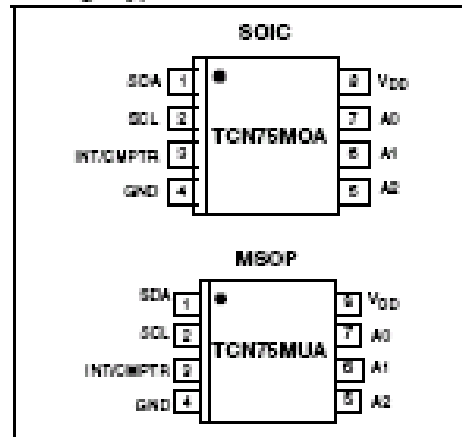 SOIC
SDA 1 8 VDD
SCL 2 7 A0
TCN75MOA
INT/CMPTR 3 6 A1
GND 4 5 A2
MSOP
SDA 1 8 VDD
SCL 2 7 A0
TCN75MUA
INT/CMPTR 3 6 A1
GND 4 5 A2